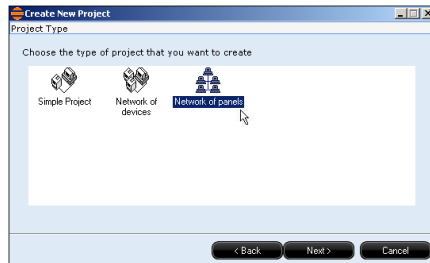 Create New Project
Project Type
Choose the type of project that you want to create
Simple Project
Network of devices
Network of panels
< Back
Next >
Cancel